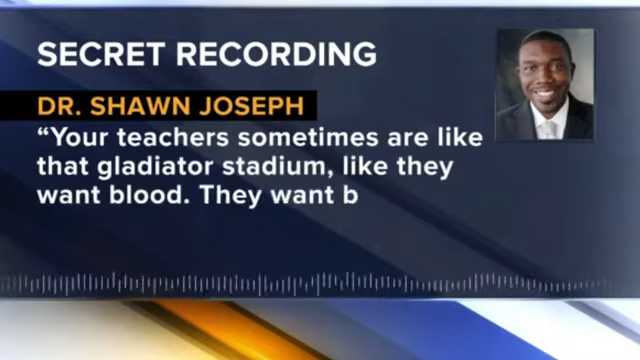 SECRET RECORDING
DR. SHAWN JOSEPH
“Your teachers sometimes are like
that gladiator stadium, like they
want blood. They want b